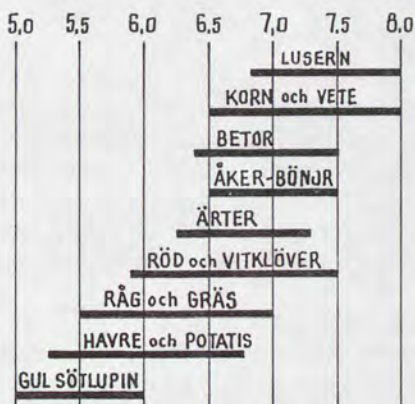 5,0 5,5 6,0 6,5 7,0 7,5 8,0
LUSERN
KORN och VETE
BETOR
ÅKER-BÖNOR
ÄRTER
RÖD och VITKLÖVER
RÅG och GRÄS
HAVRE och POTATIS
GUL SÖTLUPIN